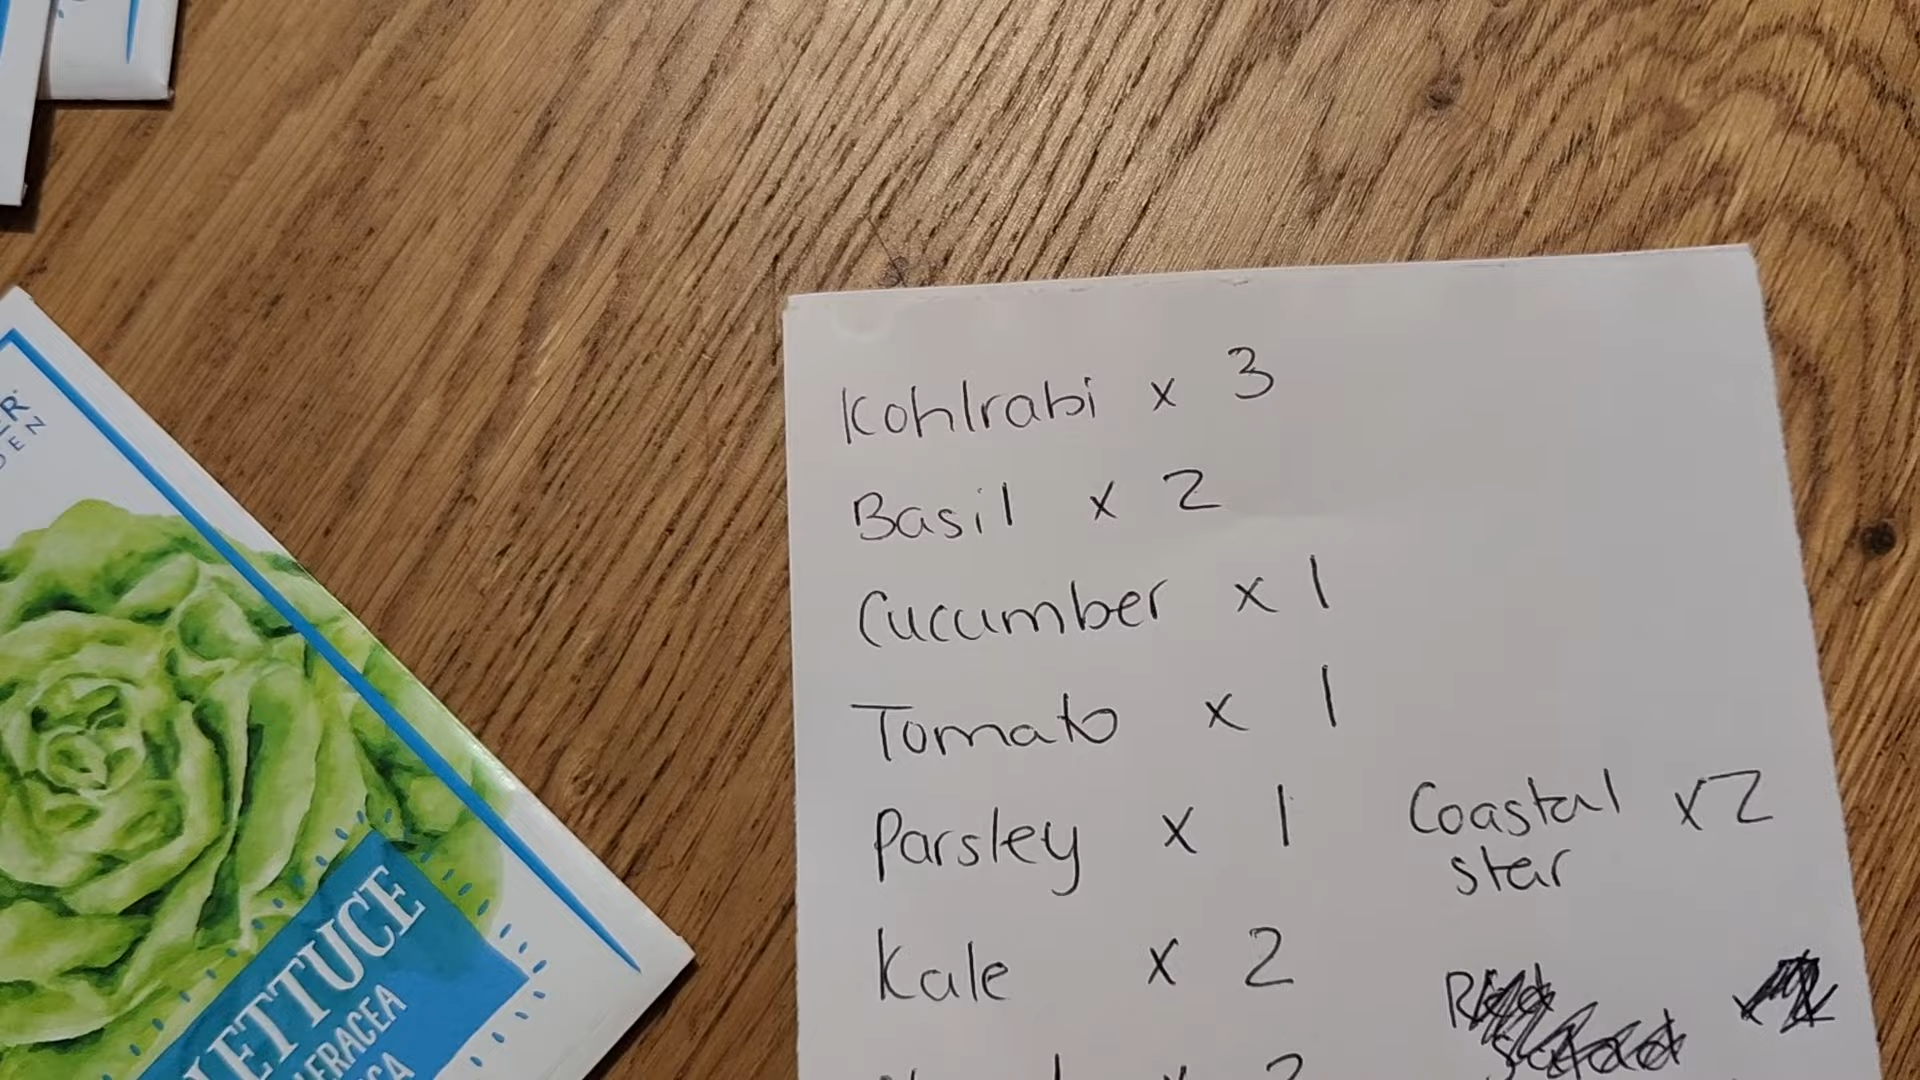 Kohlrabi x 3
Basil x 2
Cucumber x 1
Tomato x 1
Parsley x 1
Kale x 2
Coastal x2
star
LETTUCE